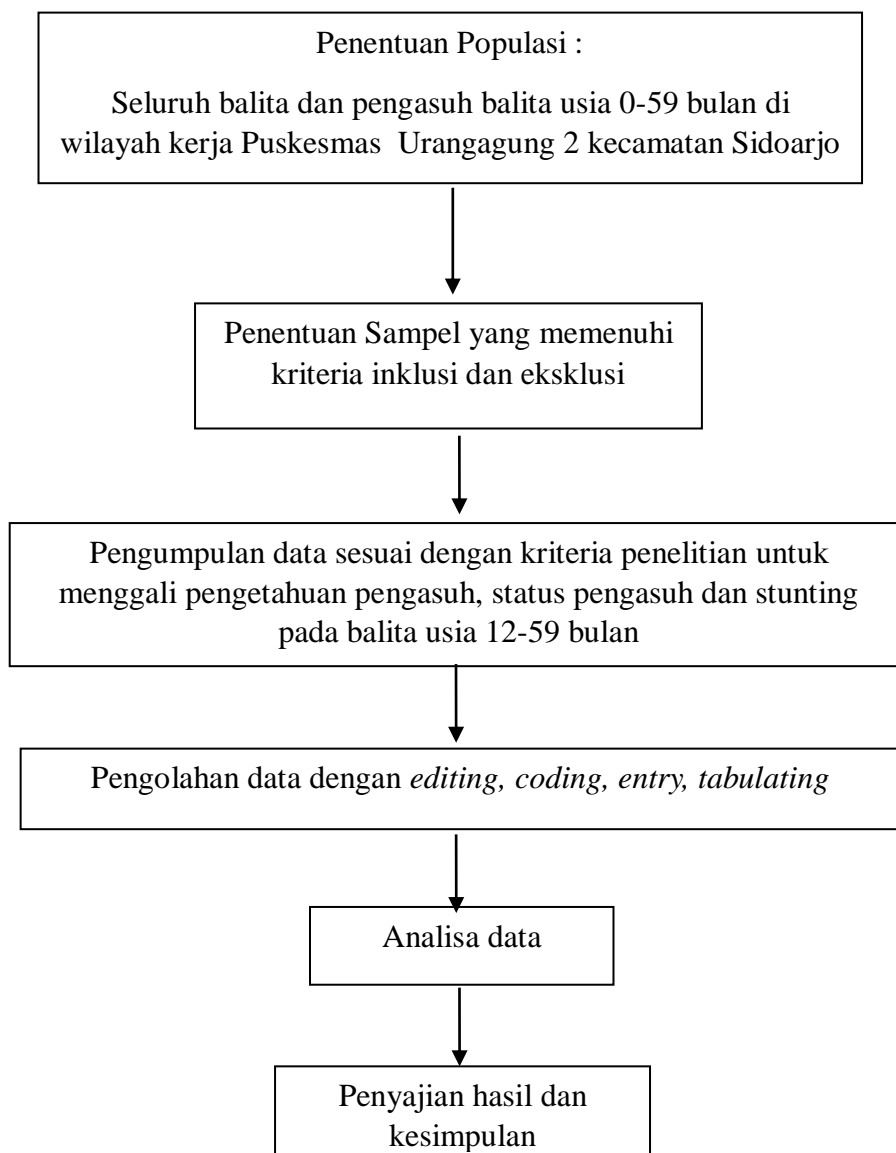 Penentuan Populasi :
Seluruh balita dan pengasuh balita usia 0-59 bulan di
wilayah kerja Puskesmas  Urangagung 2 kecamatan Sidoarjo
Penentuan Sampel yang memenuhi
kriteria inklusi dan eksklusi
Pengumpulan data sesuai dengan kriteria penelitian untuk
menggali pengetahuan pengasuh, status pengasuh dan stunting
pada balita usia 12-59 bulan
Pengolahan data dengan editing, coding, entry, tabulating
Analisa data
Penyajian hasil dan
kesimpulan